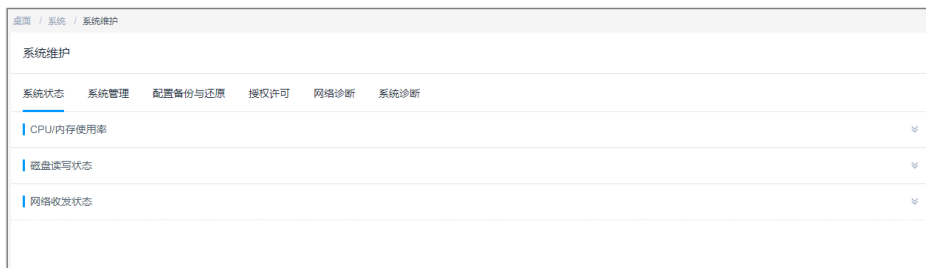 桌面 / 系统 / 系统维护
系统维护
系统状态 系统管理 配置备份与还原 授权许可 网络诊断 系统诊断
CPU/内存使用率
磁盘读写状态
网络收发状态